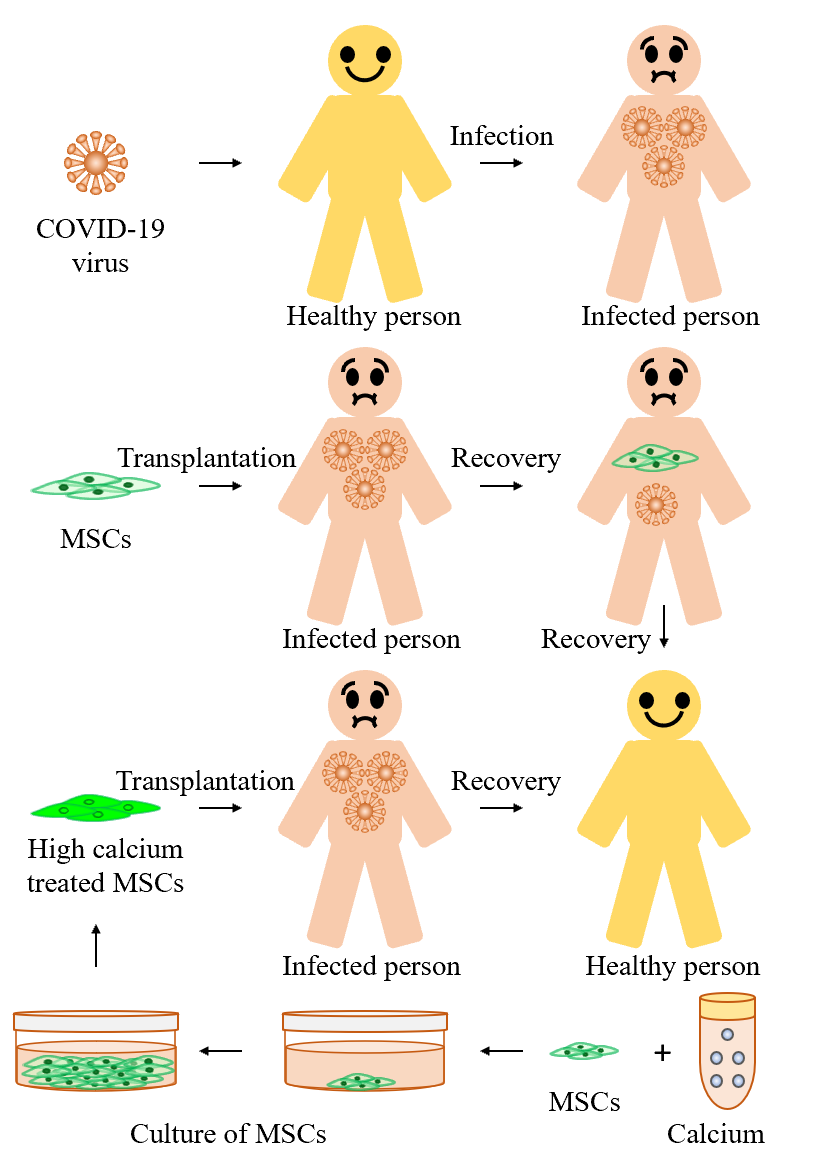 Infection
COVID-19
virus
Healthy person
Infected person
Transplantation
Recovery
MSCs
Infected person
Recovery
Transplantation
Recovery
High calcium
treated MSCs
Infected person
Healthy person
+
MSCs
Culture of MSCs
Calcium